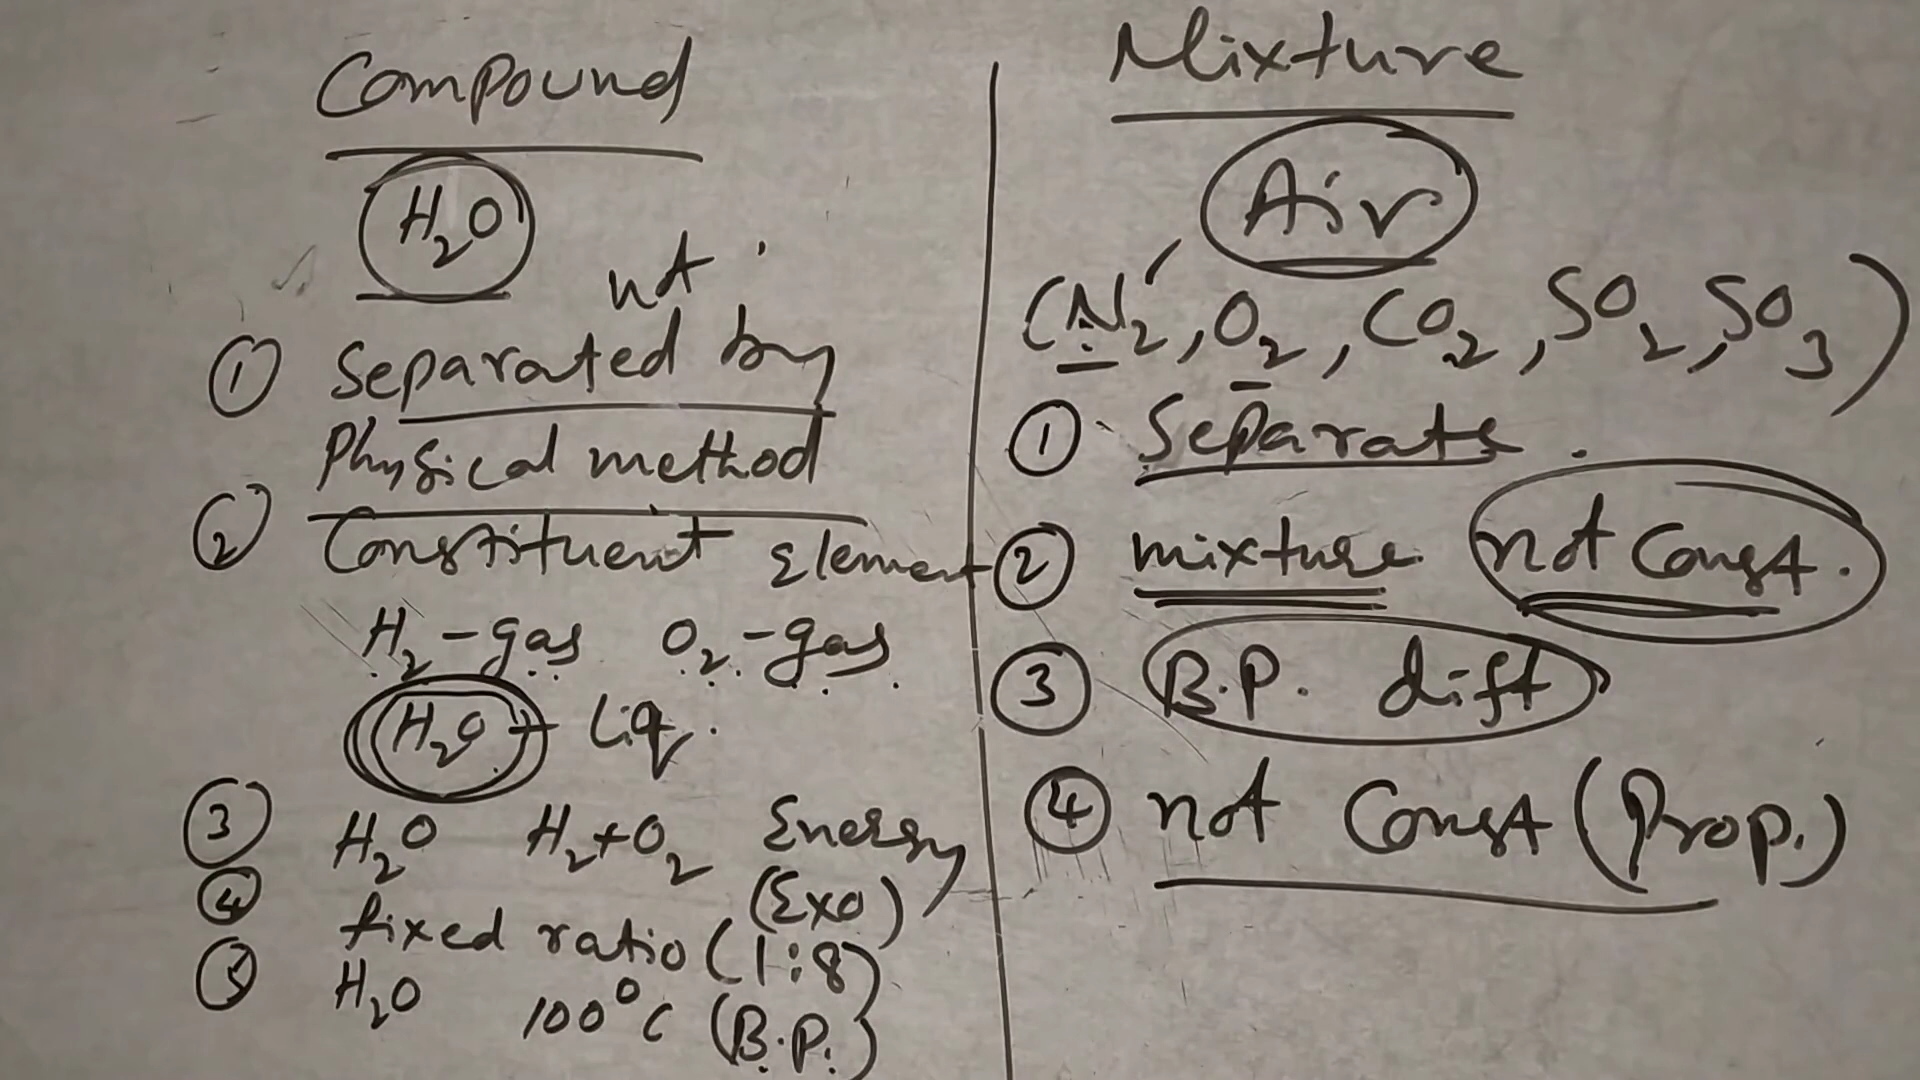 Compound
H₂O
not
① Separated by
Physical method
② Constituent Element
H₂ - gas O₂ - gas
H₂O - Liq.
③ H₂O H₂+O₂ Energy
(Exo)
④ fixed ratio (1:8)
⑤ H₂O 100°C (B.P.)
Mixture
Air
(N₂, O₂, CO₂, SO₂, SO₃)
① Separate.
② mixture not Const.
③ B.P. difft
④ not Const (Prop.)